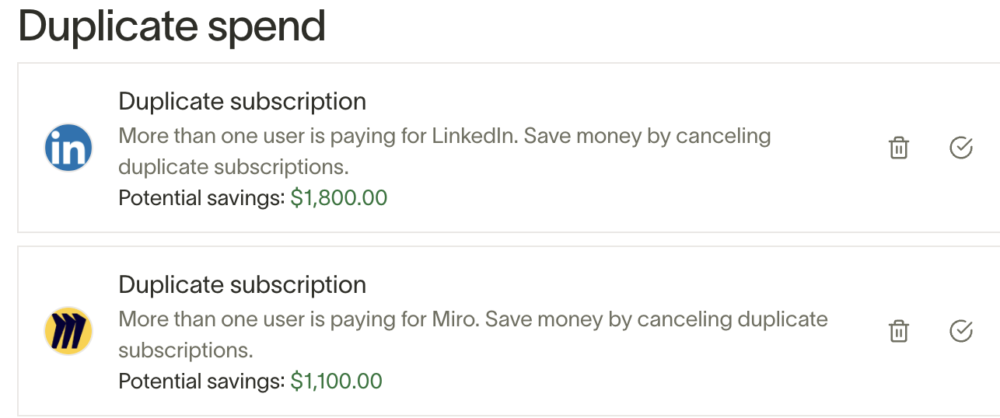 Duplicate spend
Duplicate subscription
More than one user is paying for LinkedIn. Save money by canceling
duplicate subscriptions.
Potential savings: $1,800.00
in
Duplicate subscription
More than one user is paying for Miro. Save money by canceling duplicate
subscriptions.
Potential savings: $1,100.00